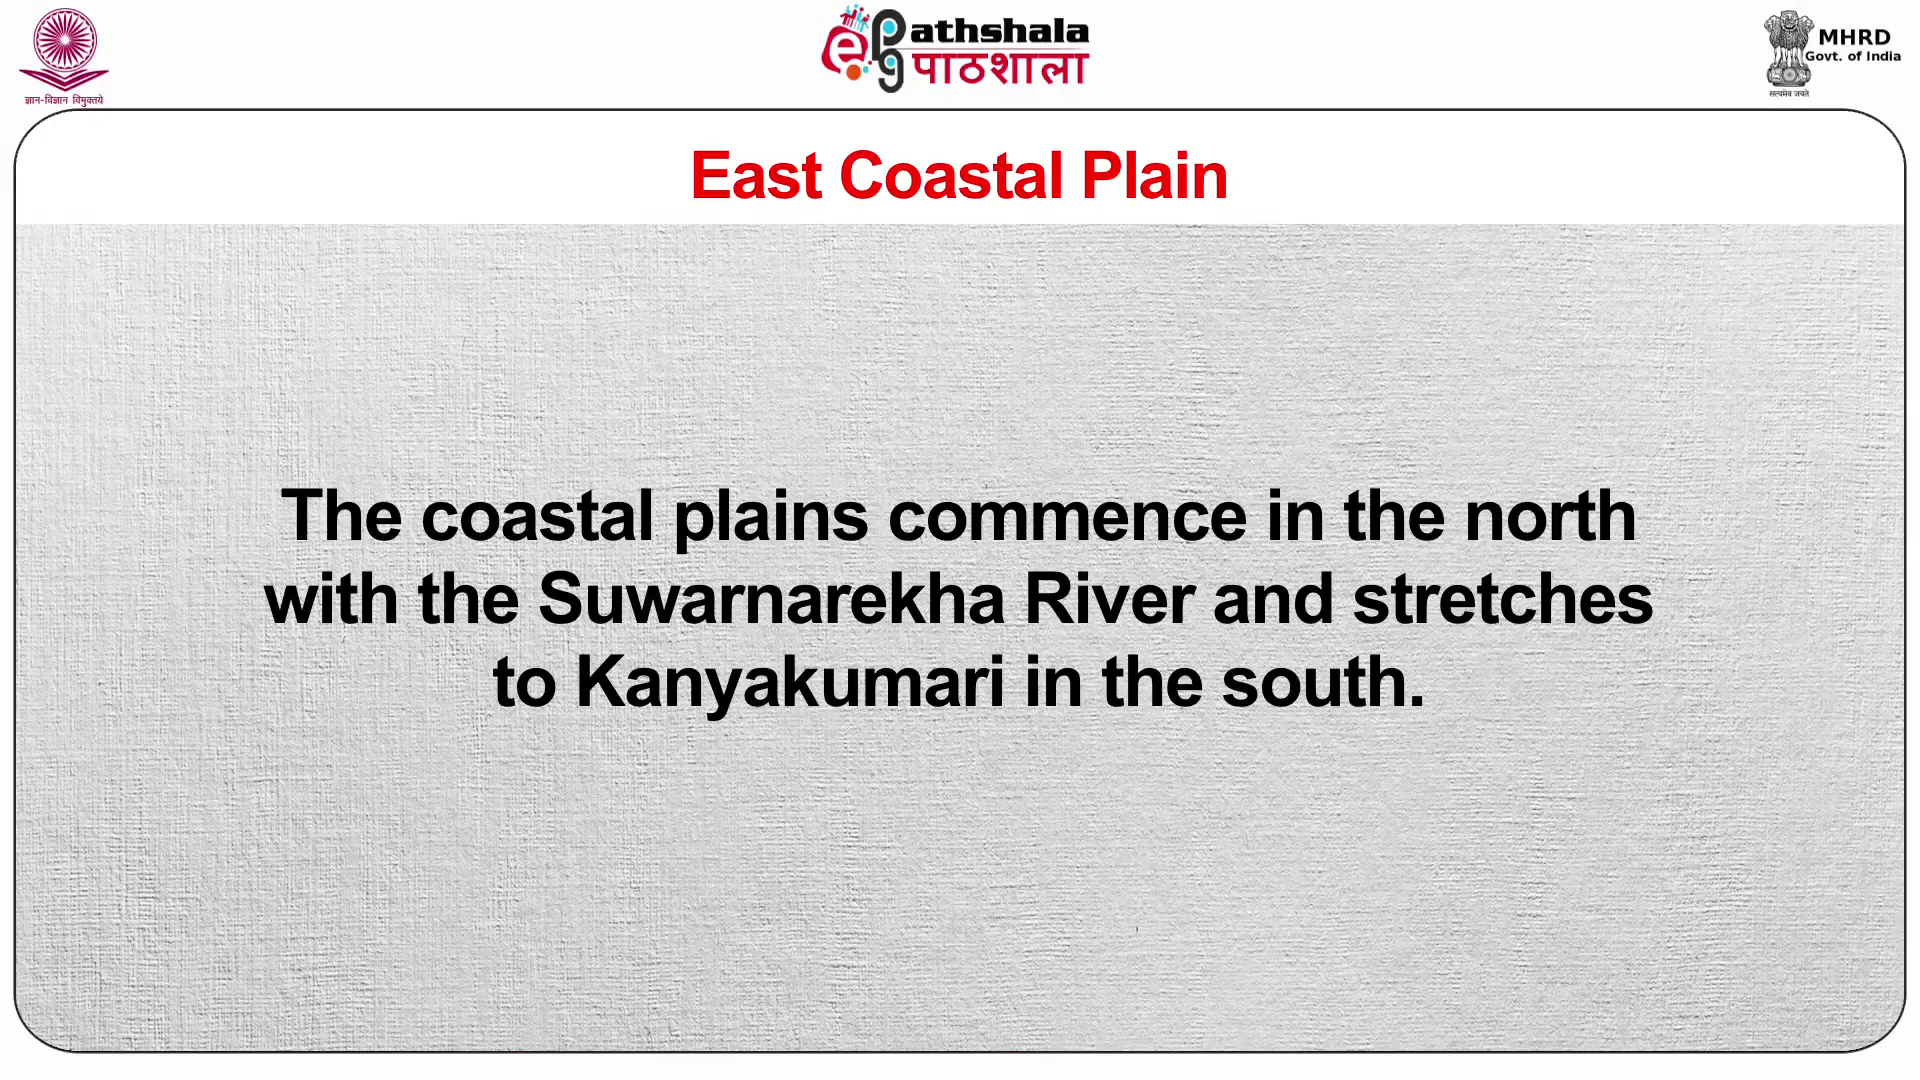 ज्ञान-विज्ञान विमुक्तये
e Pg athshala
पाठशाला
MHRD
Govt. of India
सत्यमेव जयते
East Coastal Plain
The coastal plains commence in the north
with the Suwarnarekha River and stretches
to Kanyakumari in the south.